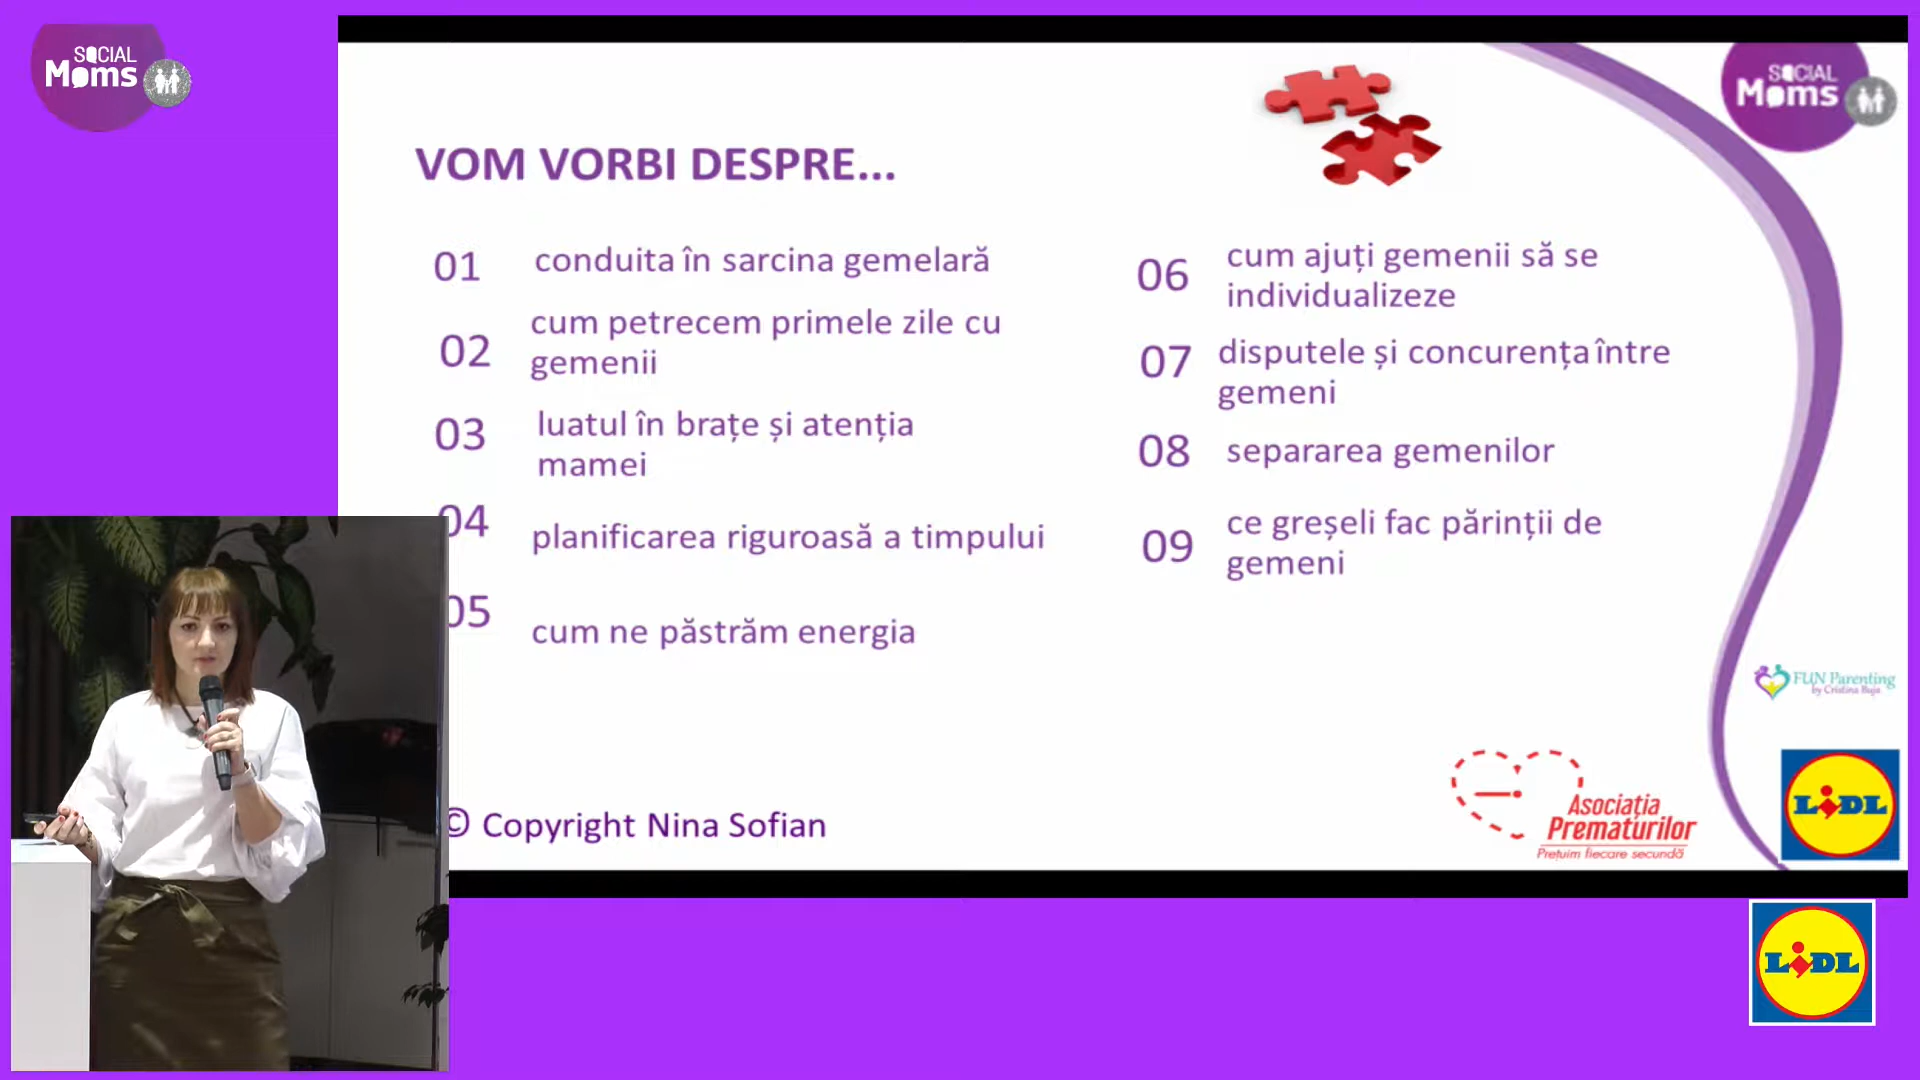 SOCIAL
Moms
SOCIAL
Moms
VOM VORBI DESPRE...
01 conduita în sarcina gemelară
02 cum petrecem primele zile cu
gemenii
03 luatul în brațe și atenția
mamei
04 planificarea riguroasă a timpului
05 cum ne păstrăm energia
06 cum ajuți gemenii să se
individualizeze
07 disputele și concurența între
gemeni
08 separarea gemenilor
09 ce greșeli fac părinții de
gemeni
FUN Parenting
by Cristina Buja
Asociația
Prematurilor
Prețuim fiecare secundă
LIDL
© Copyright Nina Sofian
LIDL